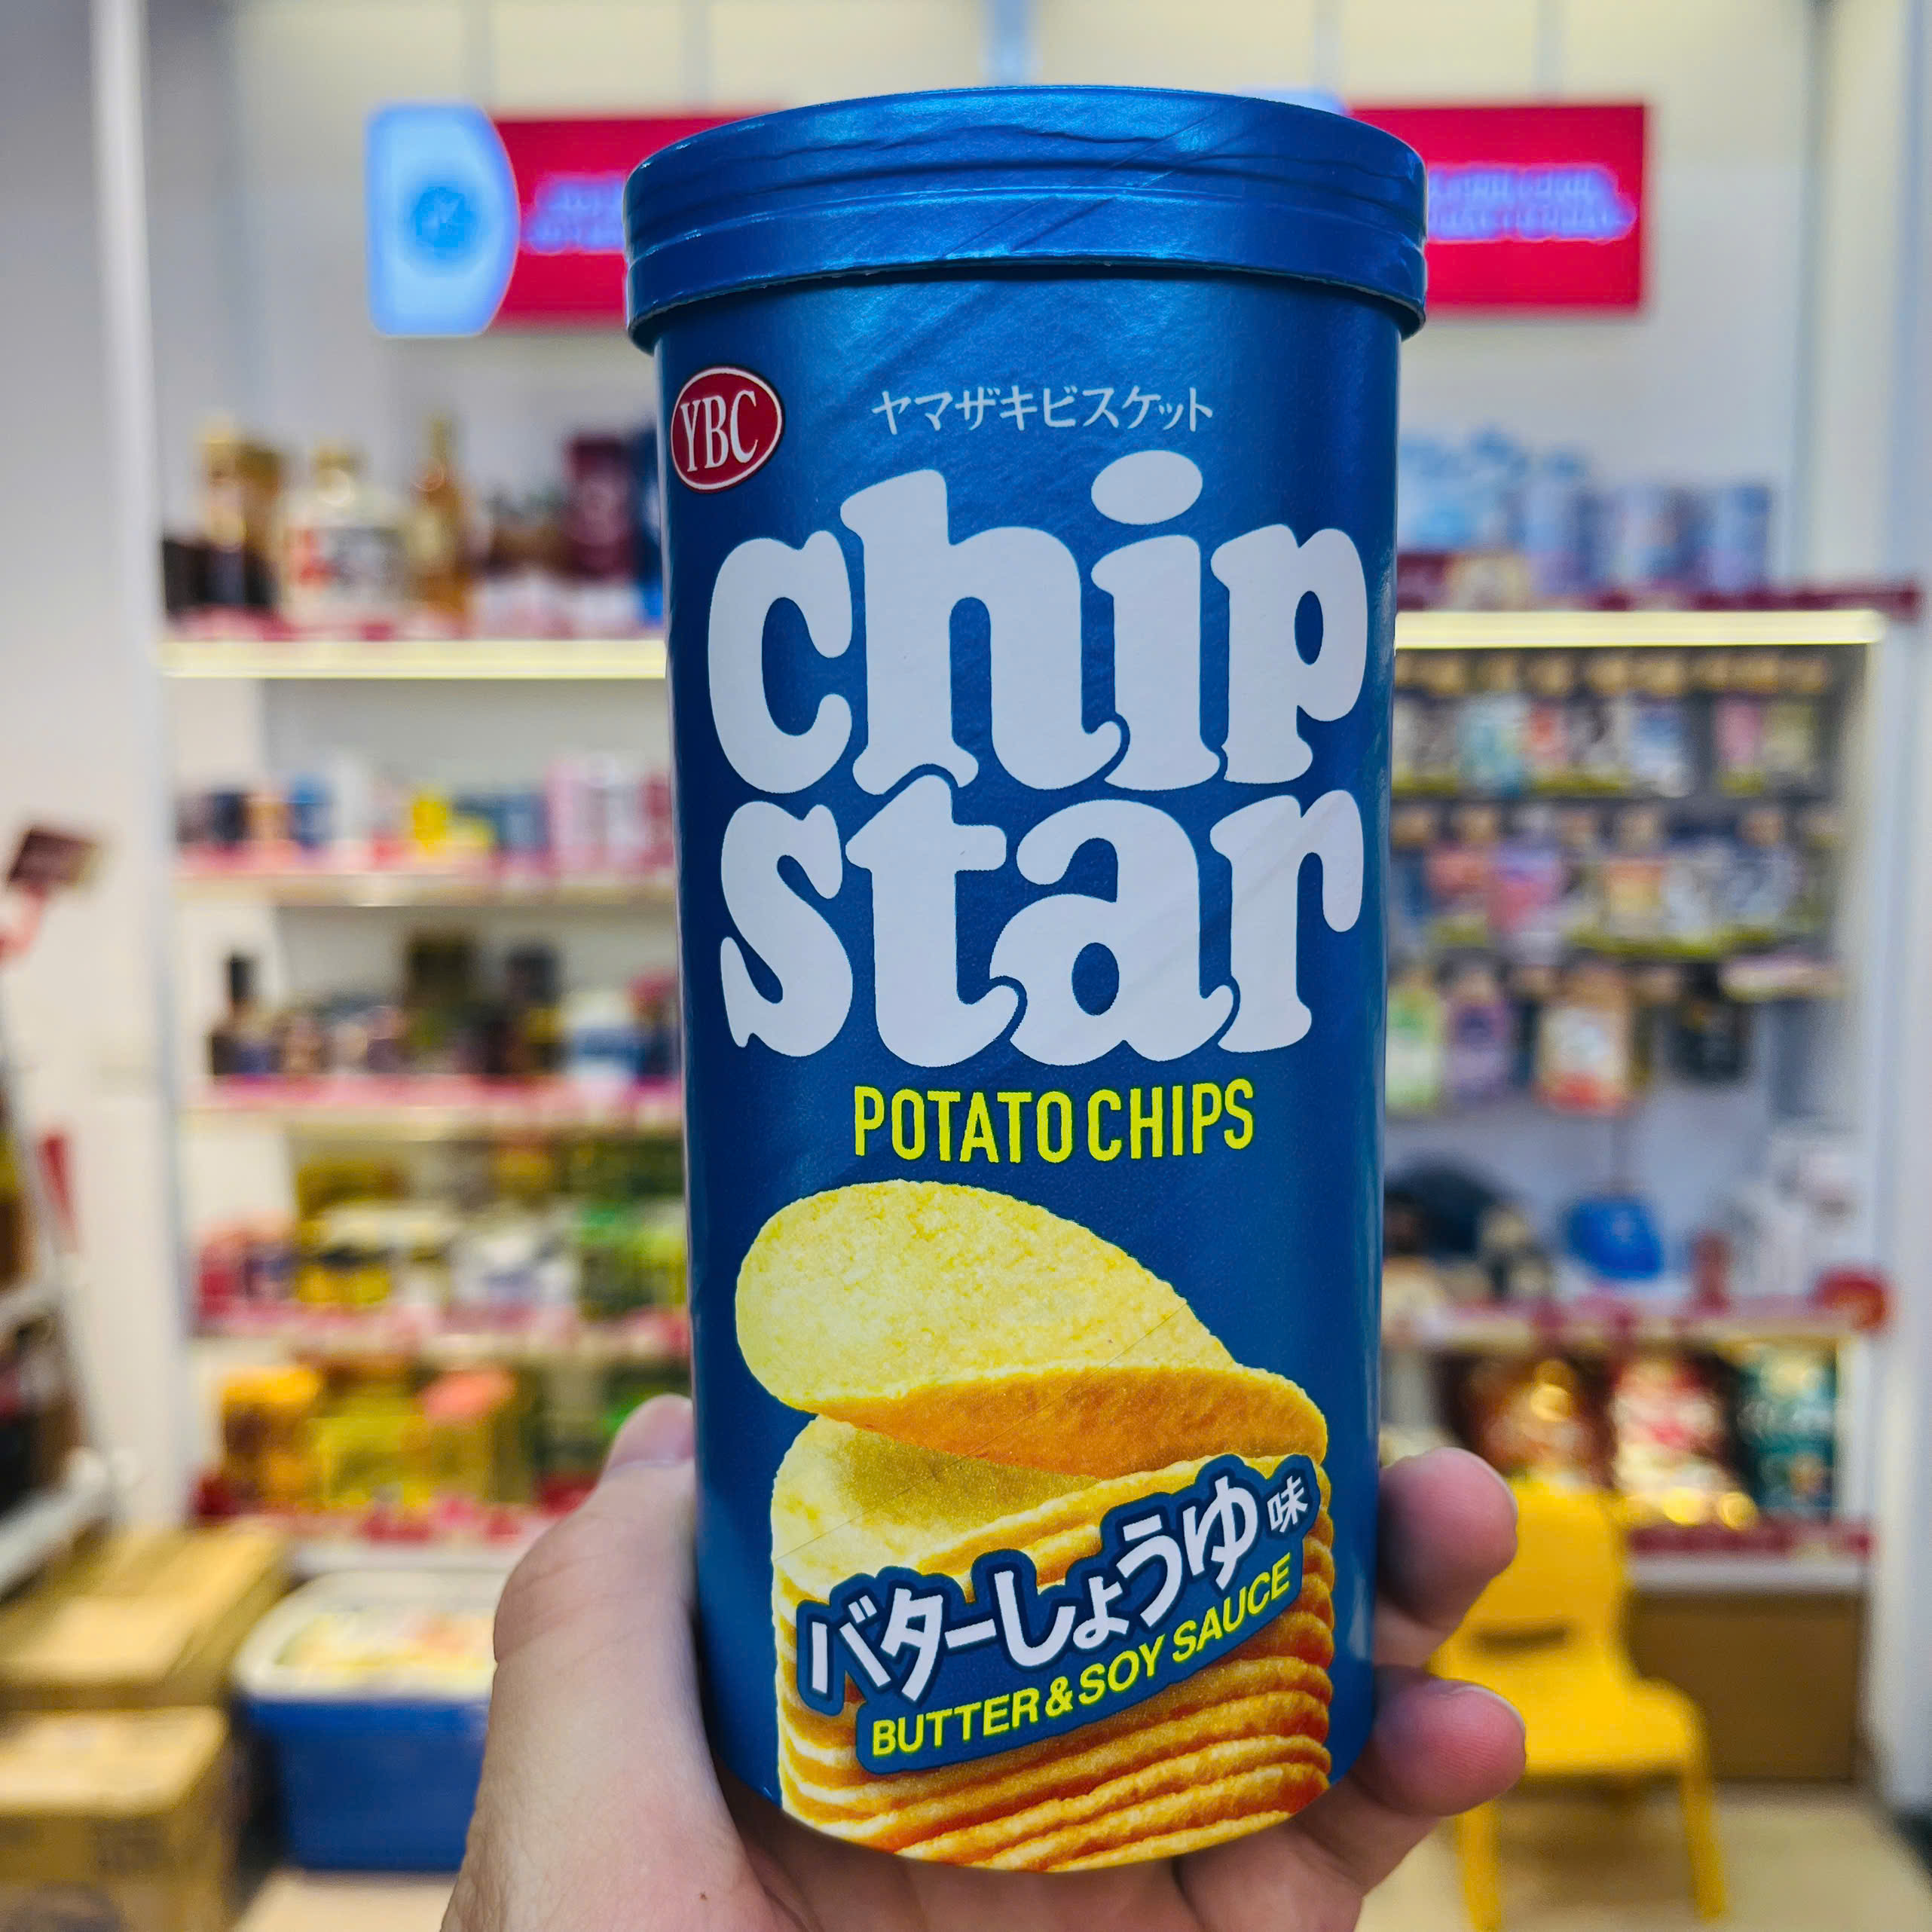 YBC
ヤマザキビスケット
chip
star
POTATO CHIPS
バターしょうゆ味
BUTTER & SOY SAUCE